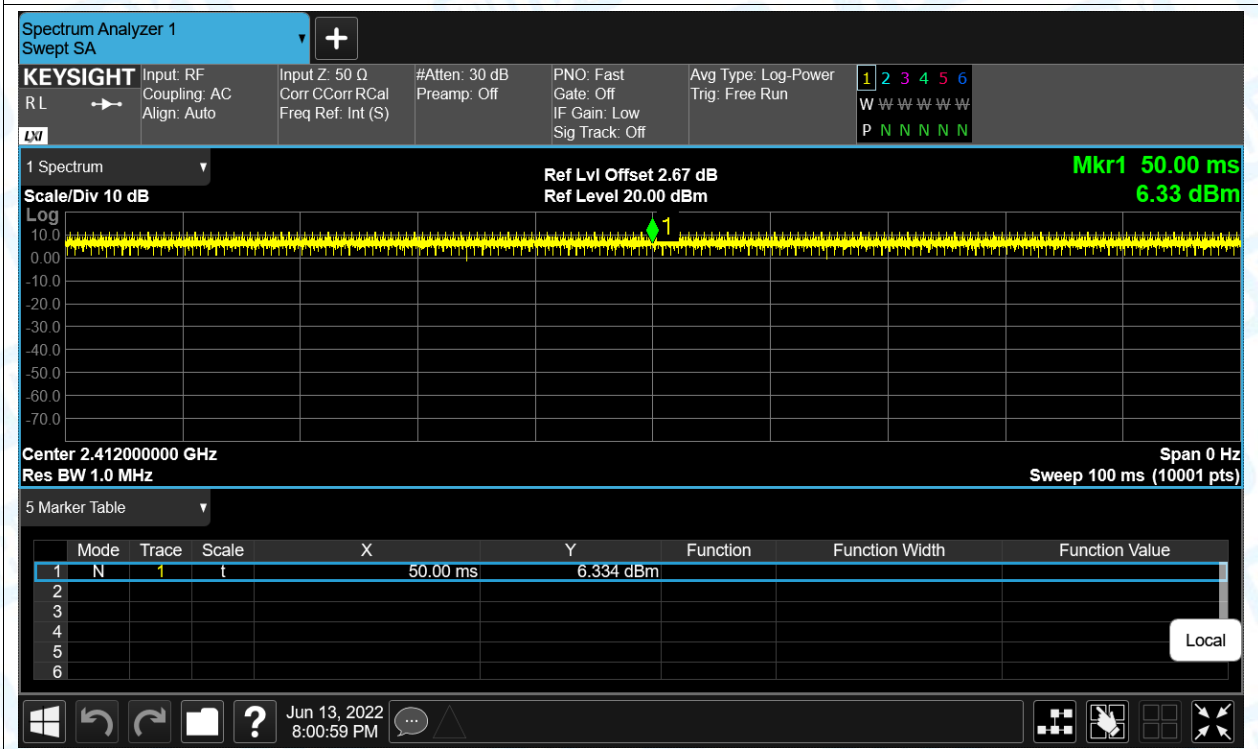 Spectrum Analyzer 1
Swept SA
+
KEYSIGHT Input: RF Input Z: 50 Ω #Atten: 30 dB PNO: Fast Avg Type: Log-Power 1 2 3 4 5 6
R L Coupling: AC Corr CCorr RCal Preamp: Off Gate: Off Trig: Free Run
Align: Auto Freq Ref: Int (S) IF Gain: Low W W W W W W
LXI Sig Track: Off P N N N N N
1 Spectrum Ref Lvl Offset 2.67 dB Mkr1 50.00 ms
Scale/Div 10 dB Ref Level 20.00 dBm 6.33 dBm
Log
1
10.0
0.00
-10.0
-20.0
-30.0
-40.0
-50.0
-60.0
-70.0
Center 2.412000000 GHz Span 0 Hz
Res BW 1.0 MHz Sweep 100 ms (10001 pts)
5 Marker Table
Mode Trace Scale X Y Function Function Width Function Value
1 N 1 t 50.00 ms 6.334 dBm
2
3
4
5
6
Local
? Jun 13, 2022
8:00:59 PM